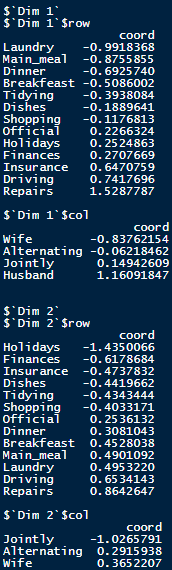 $`Dim 1`
$`Dim 1`$row
coord
Laundry -0.9918368
Main_meal -0.8755855
Dinner -0.6925740
Breakfeast -0.5086002
Tidying -0.3938084
Dishes -0.1889641
Shopping -0.1176813
Official 0.2266324
Holidays 0.2524863
Finances 0.2707669
Insurance 0.6470759
Driving 0.7417696
Repairs 1.5287787
$`Dim 1`$col
coord
Wife -0.83762154
Alternating -0.06218462
Jointly 0.14942609
Husband 1.16091847
$`Dim 2`
$`Dim 2`$row
coord
Holidays -1.4350066
Finances -0.6178684
Insurance -0.4737832
Dishes -0.4419662
Tidying -0.4344444
Shopping -0.4033171
Official 0.2536132
Dinner 0.3081043
Breakfeast 0.4528038
Main_meal 0.4901092
Laundry 0.4953220
Driving 0.6534143
Repairs 0.8642647
$`Dim 2`$col
coord
Jointly -1.0265791
Alternating 0.2915938
Wife 0.3652207